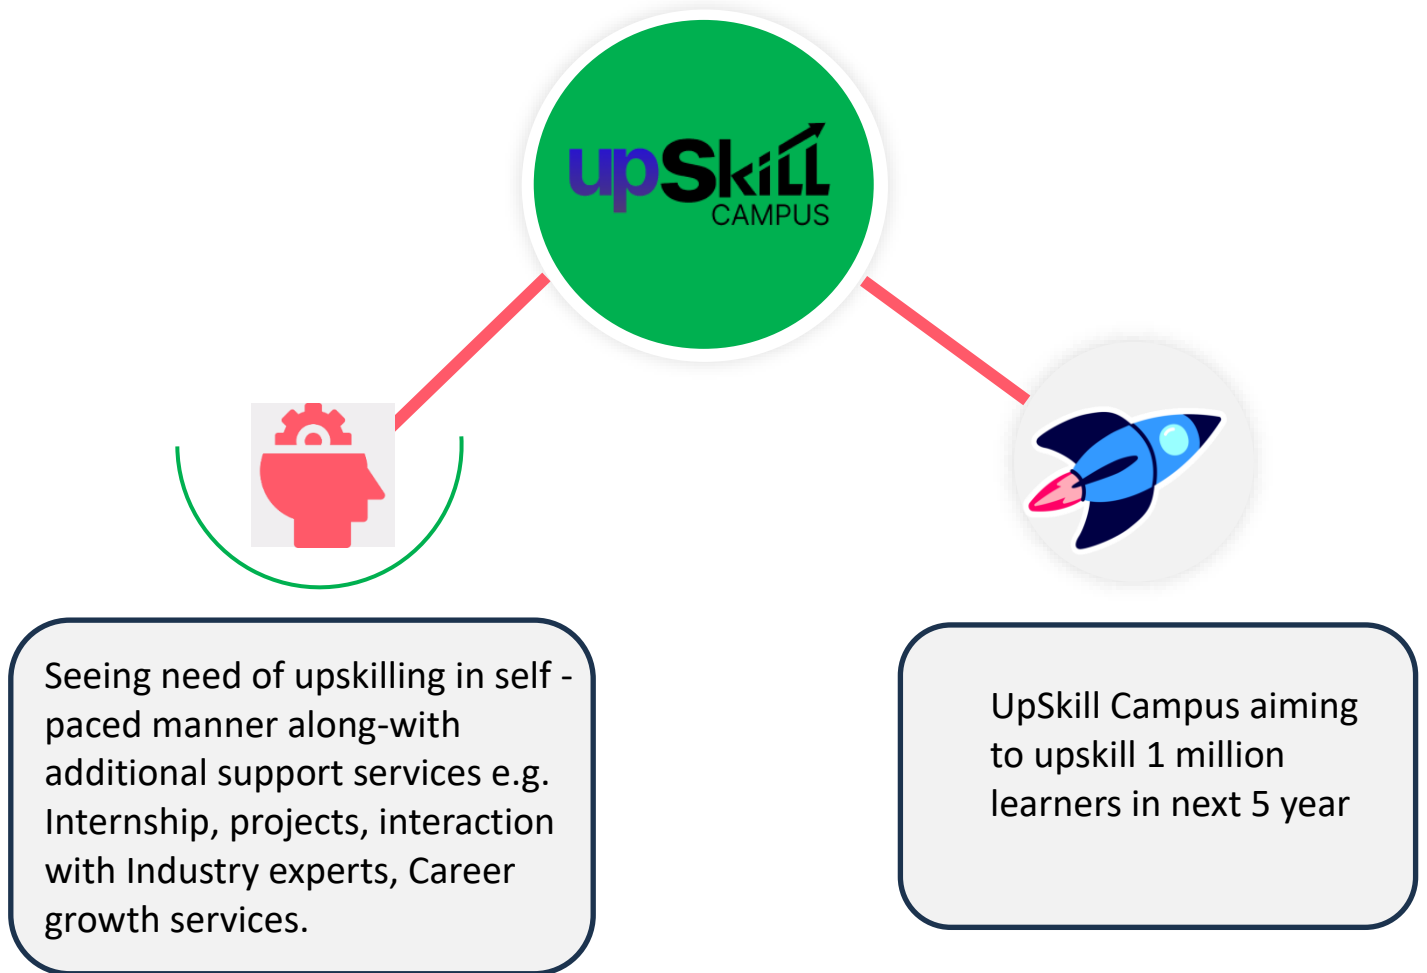 upSkill
CAMPUS
Seeing need of upskilling in self -
paced manner along-with
additional support services e.g.
Internship, projects, interaction
with Industry experts, Career
growth services.
UpSkill Campus aiming
to upskill 1 million
learners in next 5 year